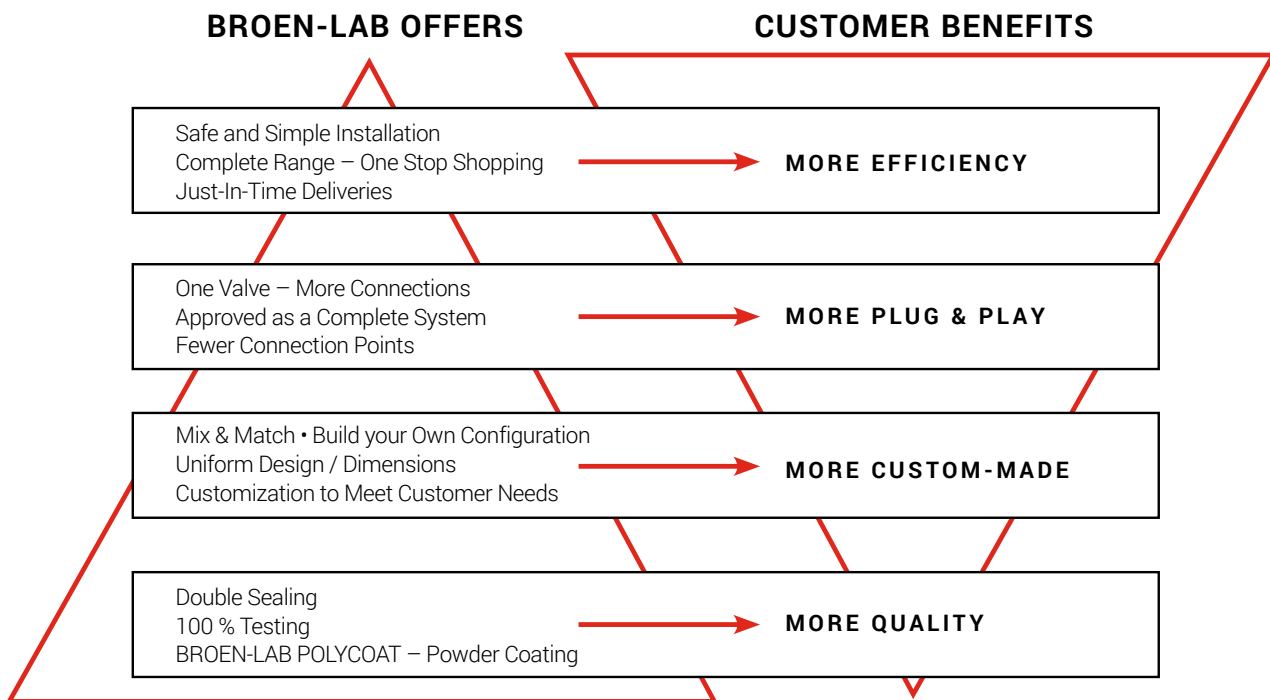 BROEN-LAB OFFERS
CUSTOMER BENEFITS
Safe and Simple Installation
Complete Range – One Stop Shopping
Just-In-Time Deliveries
MORE EFFICIENCY
One Valve – More Connections
Approved as a Complete System
Fewer Connection Points
MORE PLUG & PLAY
Mix & Match • Build your Own Configuration
Uniform Design / Dimensions
Customization to Meet Customer Needs
MORE CUSTOM-MADE
Double Sealing
100 % Testing
BROEN-LAB POLYCOAT – Powder Coating
MORE QUALITY